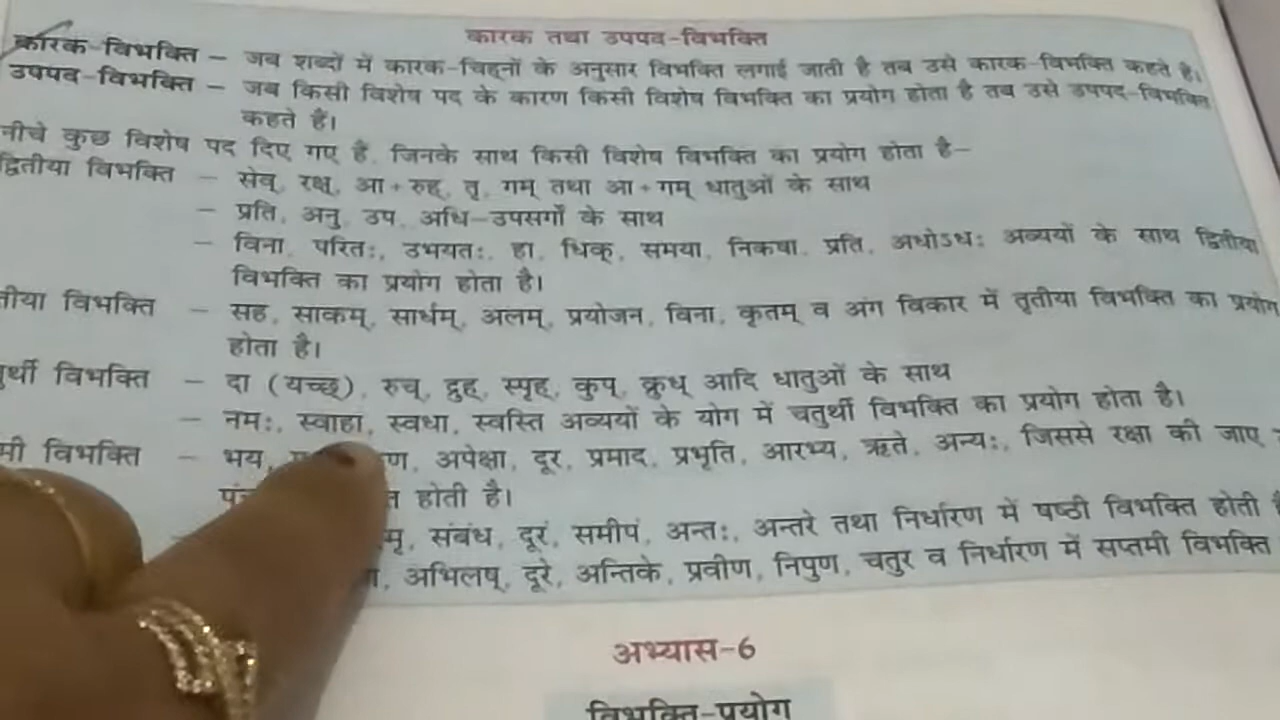 कारक तथा उपपद-विभक्ति
कारक-विभक्ति – जब शब्दों में कारक-चिह्नों के अनुसार विभक्ति लगाई जाती है तब उसे कारक-विभक्ति कहते है।
उपपद-विभक्ति – जब किसी विशेष पद के कारण किसी विशेष विभक्ति का प्रयोग होता है तब उसे उपपद-विभक्ति
कहते हैं।
नीचे कुछ विशेष पद दिए गए हैं, जिनके साथ किसी विशेष विभक्ति का प्रयोग होता है–
द्वितीया विभक्ति – सेव्, रक्ष्, आ + रुह्, तृ, गम् तथा आ + गम् धातुओं के साथ
– प्रति, अनु, उप, अधि–उपसर्गों के साथ
– विना, परितः, उभयतः, हा, धिक्, समया, निकषा, प्रति, अधोऽधः अव्ययों के साथ द्वितीया
विभक्ति का प्रयोग होता है।
तीया विभक्ति – सह, साकम्, सार्धम्, अलम्, प्रयोजन, विना, कृतम् व अंग विकार में तृतीया विभक्ति का प्रयोग
होता है।
र्थी विभक्ति – दा (यच्छ्), रुच्, द्रुह्, स्पृह्, कुप्, क्रुध् आदि धातुओं के साथ
– नमः, स्वाहा, स्वधा, स्वस्ति अव्ययों के योग में चतुर्थी विभक्ति का प्रयोग होता है।
मी विभक्ति – भय, अपेक्षा, दूर, प्रमाद, प्रभृति, आरभ्य, ऋते, अन्यः, जिससे रक्षा की जाए
होती है।
संबंध, दूरं, समीपं, अन्तः, अन्तरे तथा निर्धारण में षष्ठी विभक्ति होती
अभिलष्, दूरे, अन्तिके, प्रवीण, निपुण, चतुर व निर्धारण में सप्तमी विभक्ति
अभ्यास-6
विभक्ति-प्रयोग